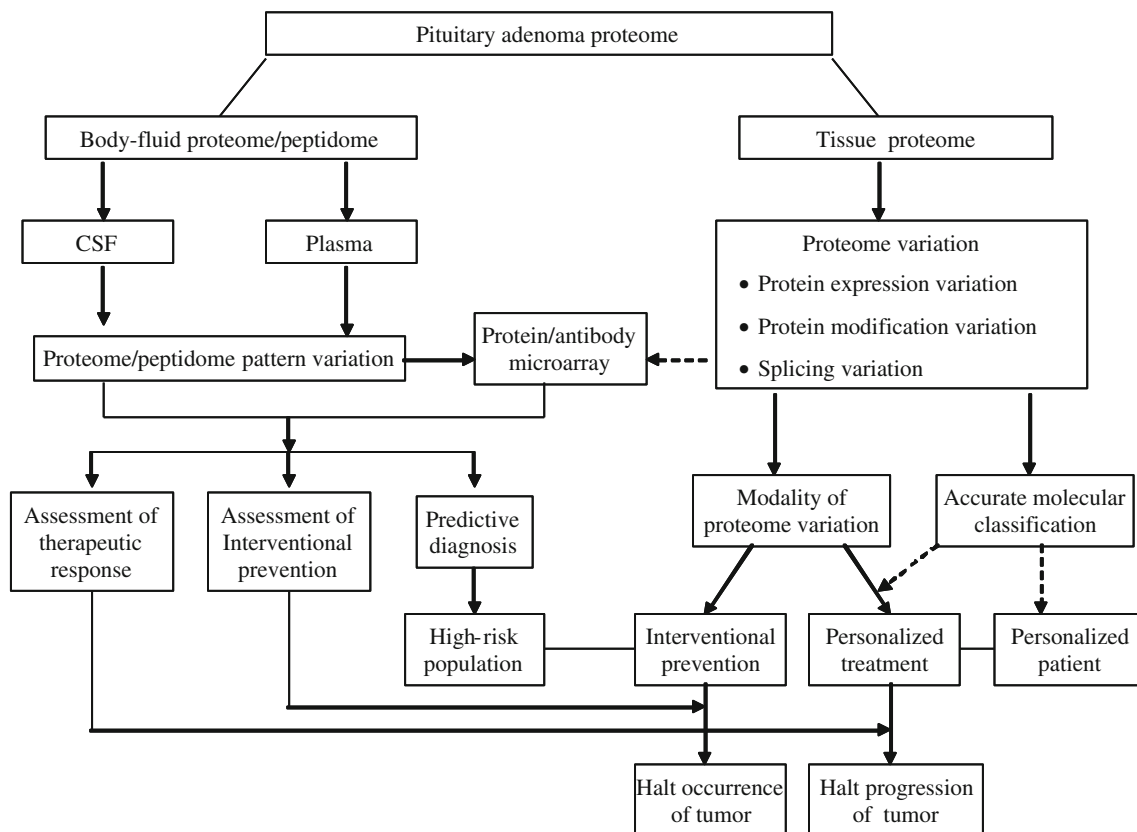 Pituitary adenoma proteome
Body-fluid proteome/peptidome
Tissue proteome
CSF
Plasma
Proteome variation
• Protein expression variation
• Protein modification variation
• Splicing variation
Proteome/peptidome pattern variation
Protein/antibody
microarray
Assessment of
therapeutic
response
Assessment of
Interventional
prevention
Predictive
diagnosis
Modality of
proteome variation
Accurate molecular
classification
High-risk
population
Interventional
prevention
Personalized
treatment
Personalized
patient
Halt occurrence
of tumor
Halt progression
of tumor